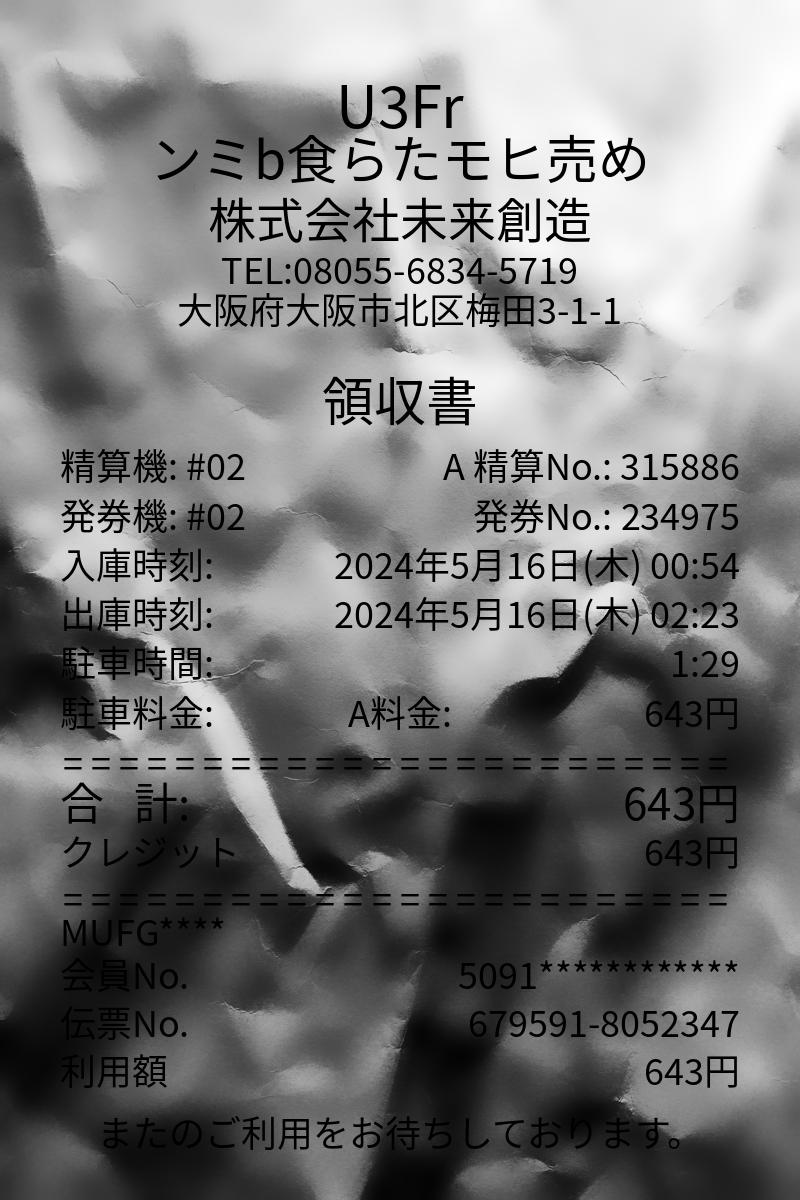 U3Fr
ンミb食らたモヒ売め
株式会社未来創造
TEL:08055-6834-5719
大阪府大阪市北区梅田3-1-1
領収書
精算機: #02 A 精算No.: 315886
発券機: #02 発券No.: 234975
入庫時刻: 2024年5月16日(木) 00:54
出庫時刻: 2024年5月16日(木) 02:23
駐車時間: 1:29
駐車料金: A料金: 643円
========================
合 計: 643円
クレジット 643円
========================
MUFG****
会員No. 5091************
伝票No. 679591-8052347
利用額 643円
またのご利用をお待ちしております。